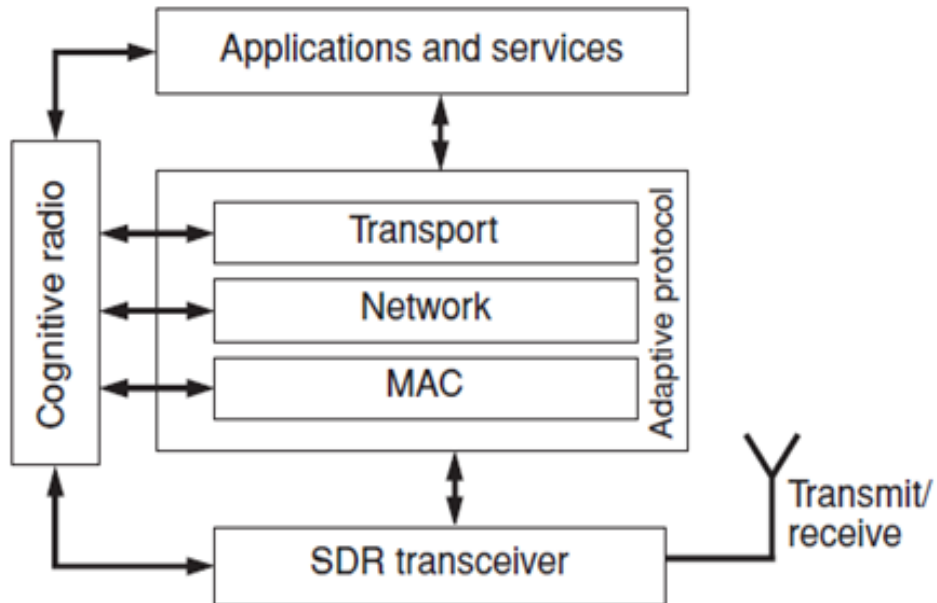 Applications and services
Cognitive radio
Transport
Network
MAC
Adaptive protocol
SDR transceiver
Transmit/
receive